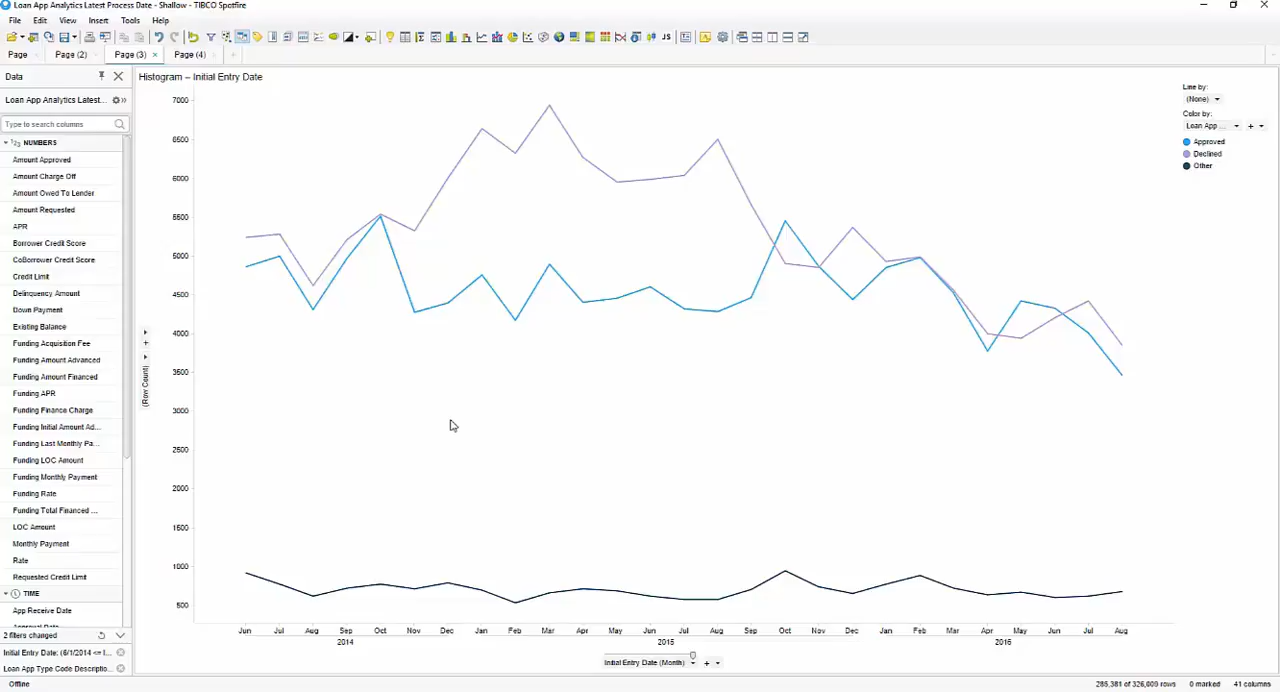 Loan App Analytics Latest Process Date - Shallow - TIBCO Spotfire
File Edit View Insert Tools Help
JS
Page Page (2) Page (3) × Page (4) +
Data
Loan App Analytics Latest...
Type to search columns
NUMBERS
Amount Approved
Amount Charge Off
Amount Owed To Lender
Amount Requested
APR
Borrower Credit Score
CoBorrower Credit Score
Credit Limit
Delinquency Amount
Down Payment
Existing Balance
Funding Acquisition Fee
Funding Amount Advanced
Funding Amount Financed
Funding APR
Funding Finance Charge
Funding Initial Amount Ad...
Funding Last Monthly Pa...
Funding LOC Amount
Funding Monthly Payment
Funding Rate
Funding Total Financed ...
LOC Amount
Monthly Payment
Rate
Requested Credit Limit
TIME
App Receive Date
Approval Date
2 filters changed
Initial Entry Date: (6/1/2014 <= I...
Loan App Type Code Descriptio...
Histogram – Initial Entry Date
7000
6500
6000
5500
5000
4500
4000
3500
3000
2500
2000
1500
1000
500
(Row Count)
Jun Jul Aug Sep Oct Nov Dec Jan Feb Mar Apr May Jun Jul Aug Sep Oct Nov Dec Jan Feb Mar Apr May Jun Jul Aug
2014 2015 2016
Initial Entry Date (Month)
Line by:
(None)
Color by:
Loan App ...
Approved
Declined
Other
Offline
285,381 of 326,009 rows 0 marked 41 columns